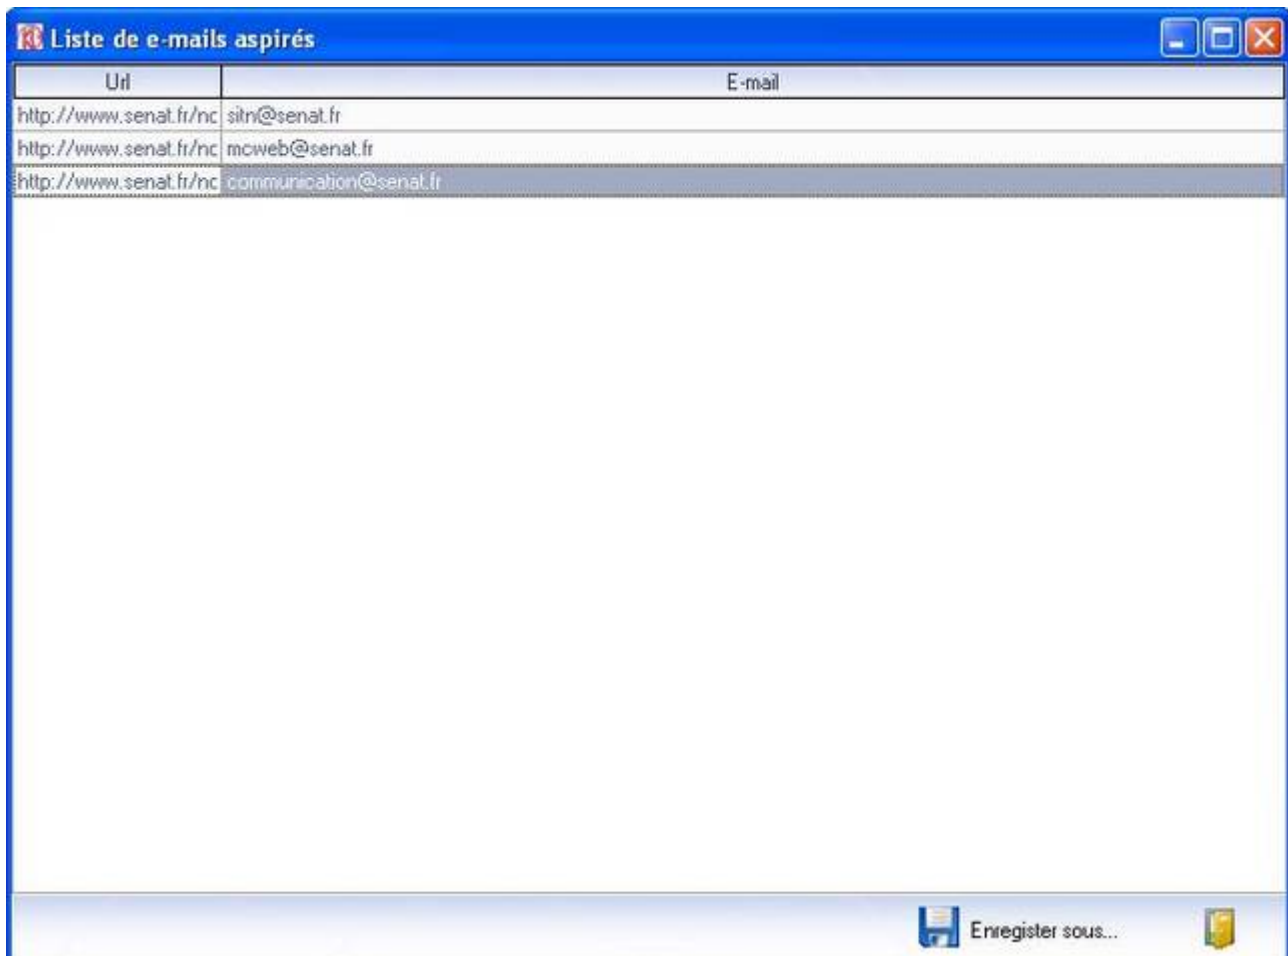 Liste de e-mails aspirés
Url E-mail
http://www.senat.fr/nc sitn@senat.fr
http://www.senat.fr/nc mcweb@senat.fr
http://www.senat.fr/nc communication@senat.fr
Enregister sous...